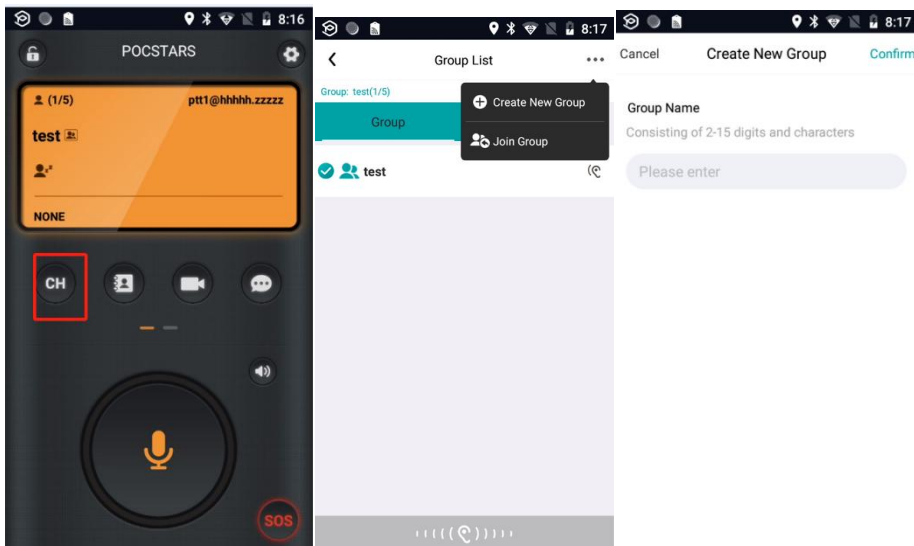 8:16
POCSTARS
(1/5) ptt1@hhhhh.zzzzz
test
NONE
CH
SOS
8:17
Group List
Group: test(1/5)
Group
Create New Group
Join Group
test
8:17
Cancel Create New Group Confirm
Group Name
Consisting of 2-15 digits and characters
Please enter